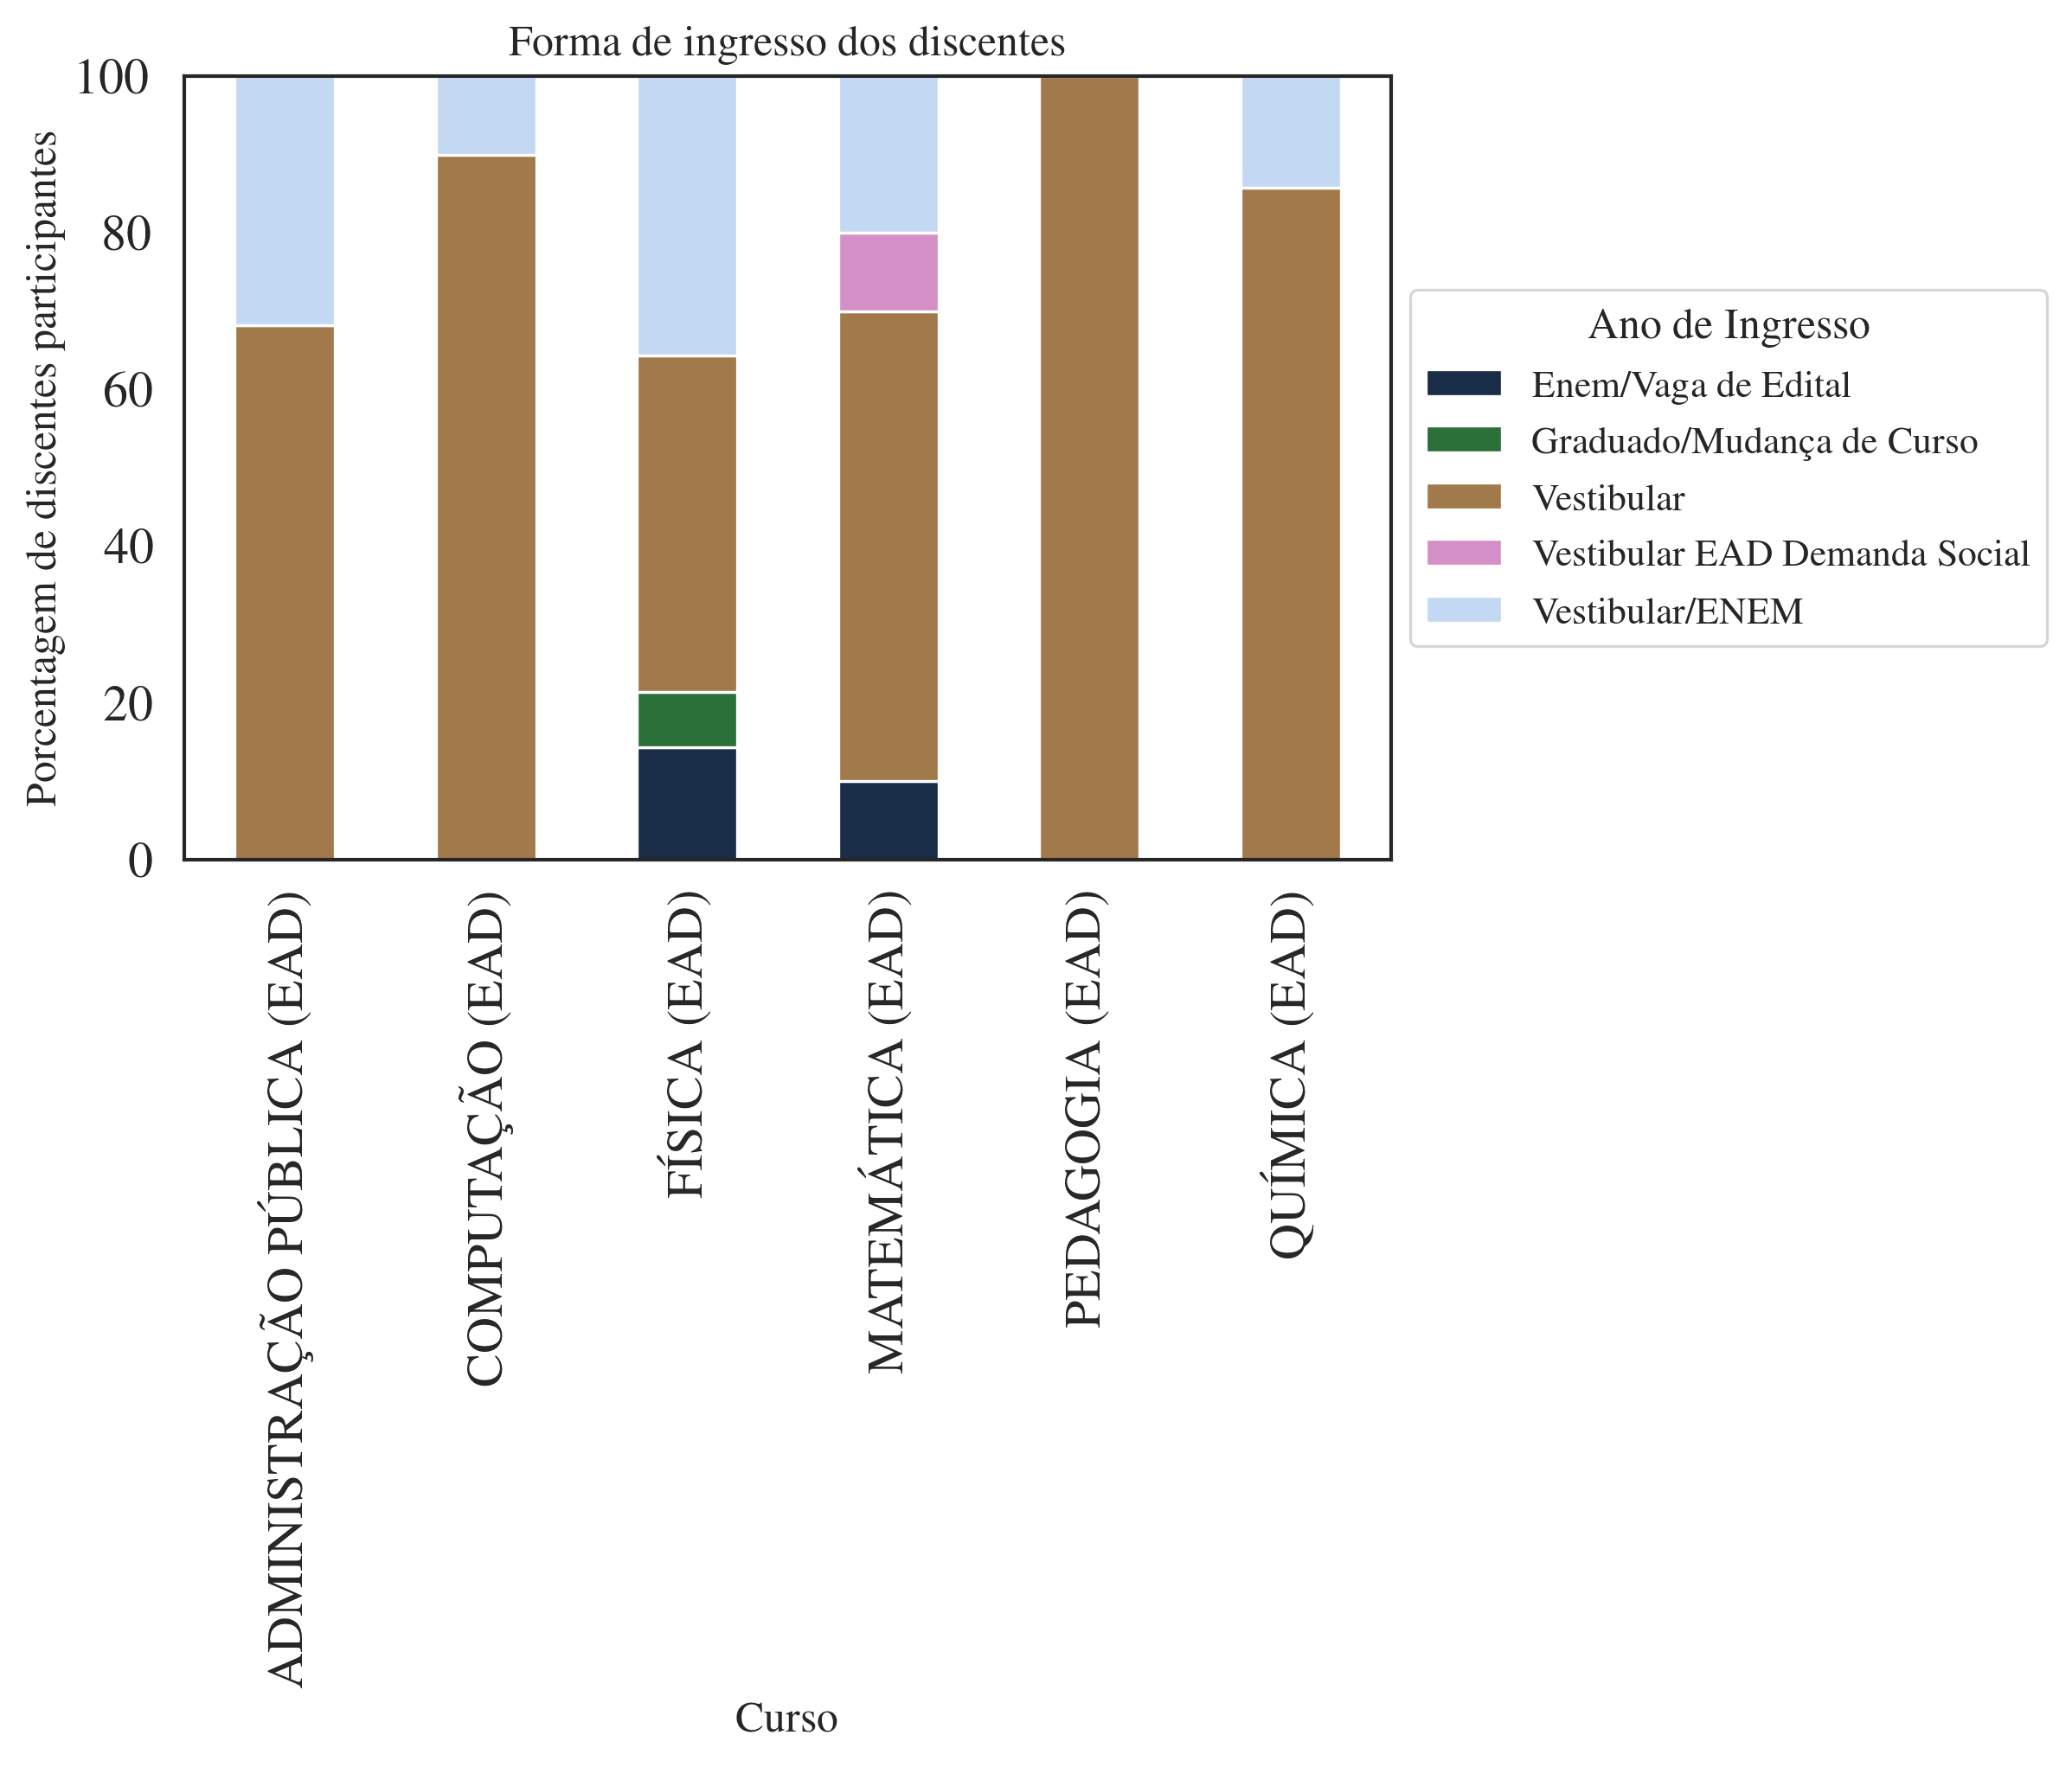 Forma de ingresso dos discentes
Porcentagem de discentes participantes
100
80
60
40
20
0
ADMINISTRAÇÃO PÚBLICA (EAD)
COMPUTAÇÃO (EAD)
FÍSICA (EAD)
MATEMÁTICA (EAD)
PEDAGOGIA (EAD)
QUÍMICA (EAD)
Curso
Ano de Ingresso
Enem/Vaga de Edital
Graduado/Mudança de Curso
Vestibular
Vestibular EAD Demanda Social
Vestibular/ENEM